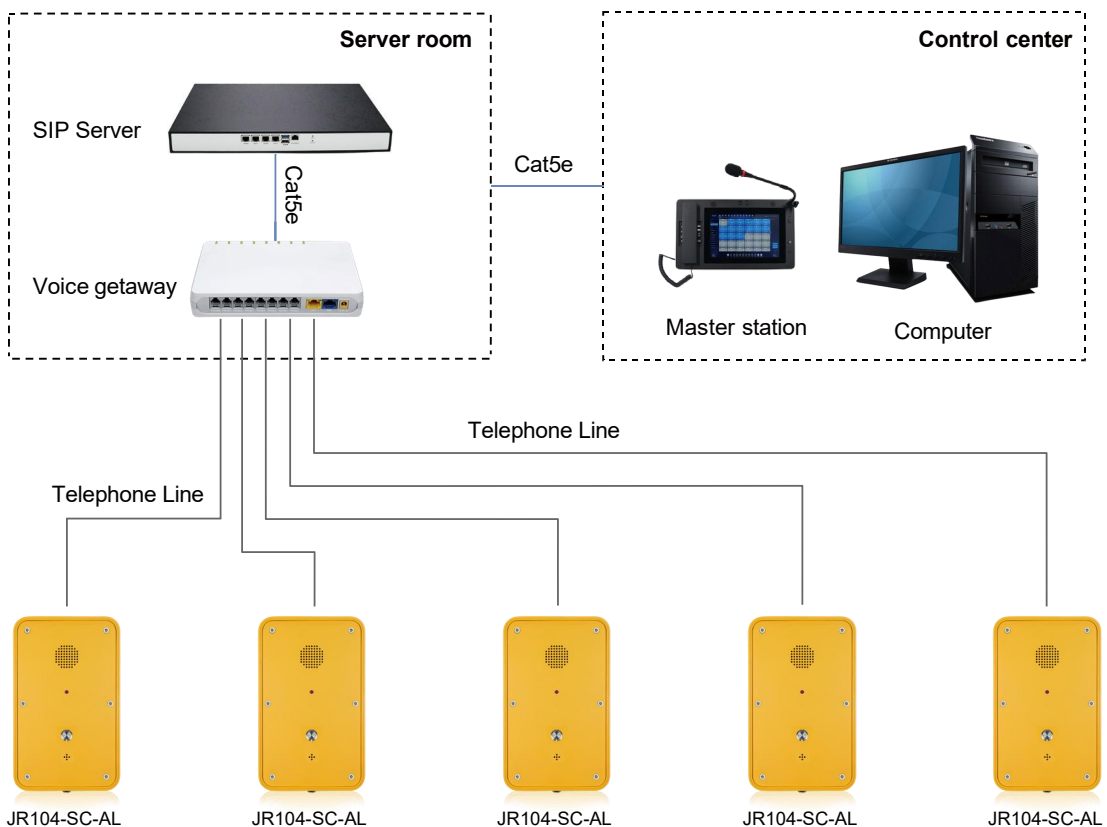 Server room
Control center
SIP Server
Cat5e
Cat5e
Voice getaway
Master station
Computer
Telephone Line
Telephone Line
JR104-SC-AL
JR104-SC-AL
JR104-SC-AL
JR104-SC-AL
JR104-SC-AL